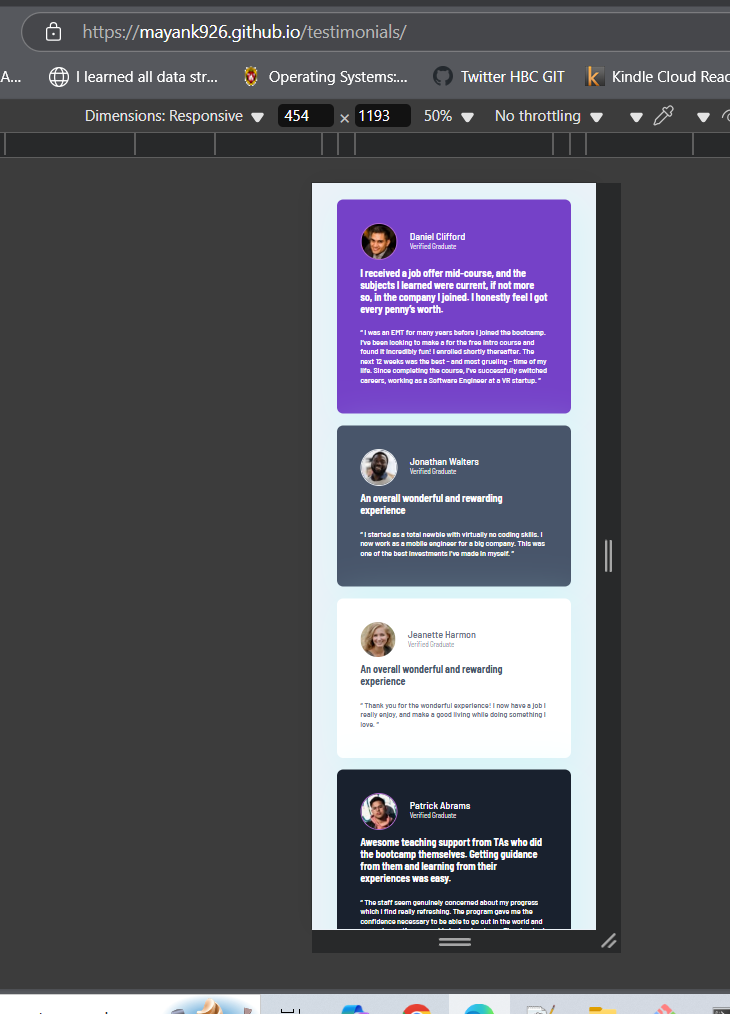 https://mayank926.github.io/testimonials/
A... I learned all data str... Operating Systems:... Twitter HBC GIT Kindle Cloud Read
Dimensions: Responsive 454 × 1193 50% No throttling
Daniel Clifford
Verified Graduate
I received a job offer mid-course, and the
subjects I learned were current, if not more
so, in the company I joined. I honestly feel I got
every penny's worth.
" I was an EMT for many years before I joined the bootcamp.
I've been looking to make a for the free intro course and
found it incredibly fun! I enrolled shortly thereafter. The
next 12 weeks was the best - and most grueling - time of my
life. Since completing the course, I've successfully switched
careers, working as a Software Engineer at a VR startup. "
Jonathan Walters
Verified Graduate
An overall wonderful and rewarding
experience
" I started as a total newbie with virtually no coding skills. I
now work as a mobile engineer for a big company. This was
one of the best investments I've made in myself. "
Jeanette Harmon
Verified Graduate
An overall wonderful and rewarding
experience
" Thank you for the wonderful experience! I now have a job I
really enjoy, and make a good living while doing something I
love. "
Patrick Abrams
Verified Graduate
Awesome teaching support from TAs who did
the bootcamp themselves. Getting guidance
from them and learning from their
experiences was easy.
" The staff seem genuinely concerned about my progress
which I find really refreshing. The program gave me the
confidence necessary to be able to go out in the world and